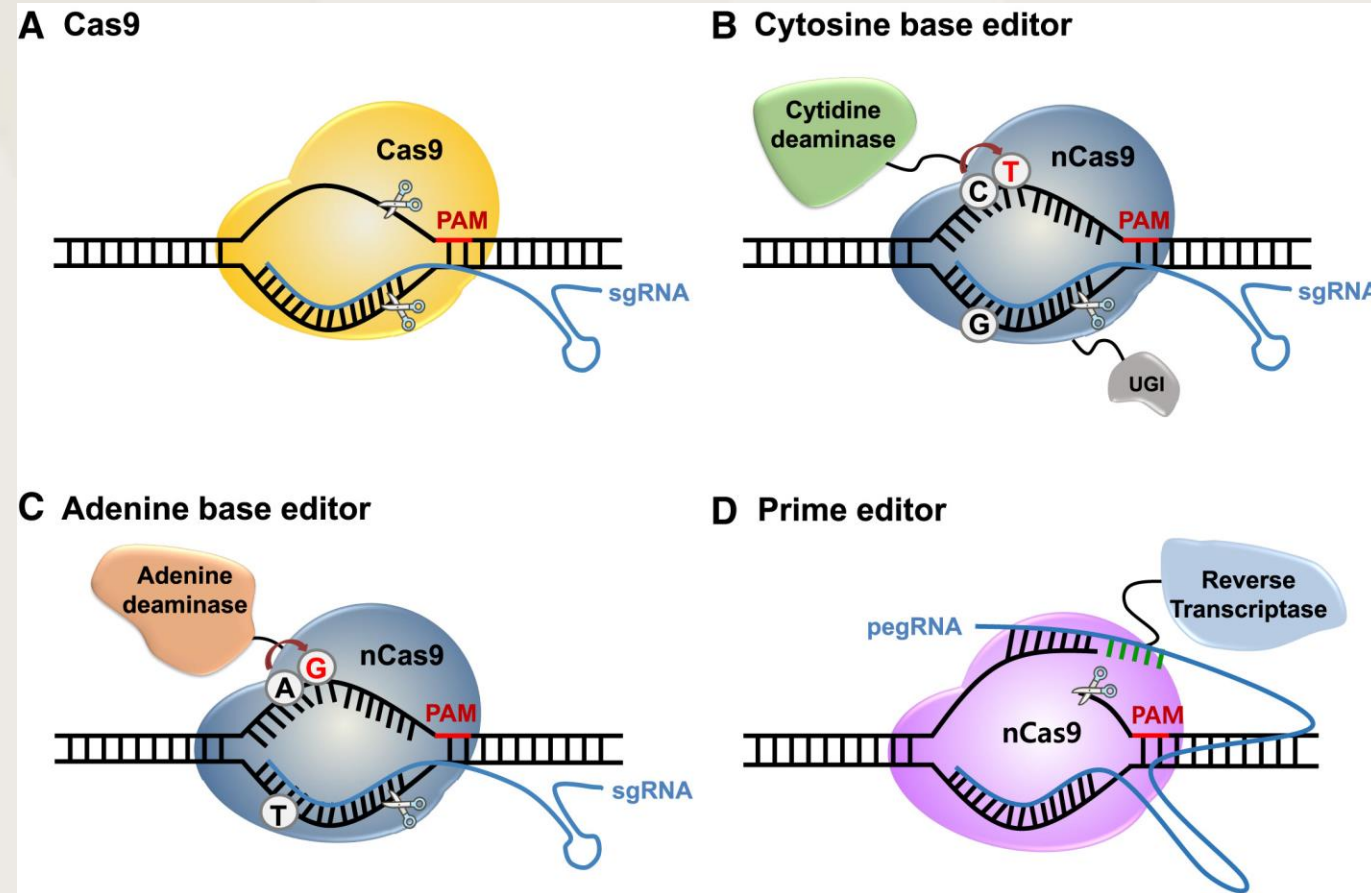 A Cas9
Cas9
PAM
sgRNA
B Cytosine base editor
Cytidine
deaminase
nCas9
C
T
PAM
sgRNA
G
UGI
C Adenine base editor
Adenine
deaminase
nCas9
A
G
PAM
sgRNA
T
D Prime editor
Reverse
Transcriptase
pegRNA
PAM
nCas9